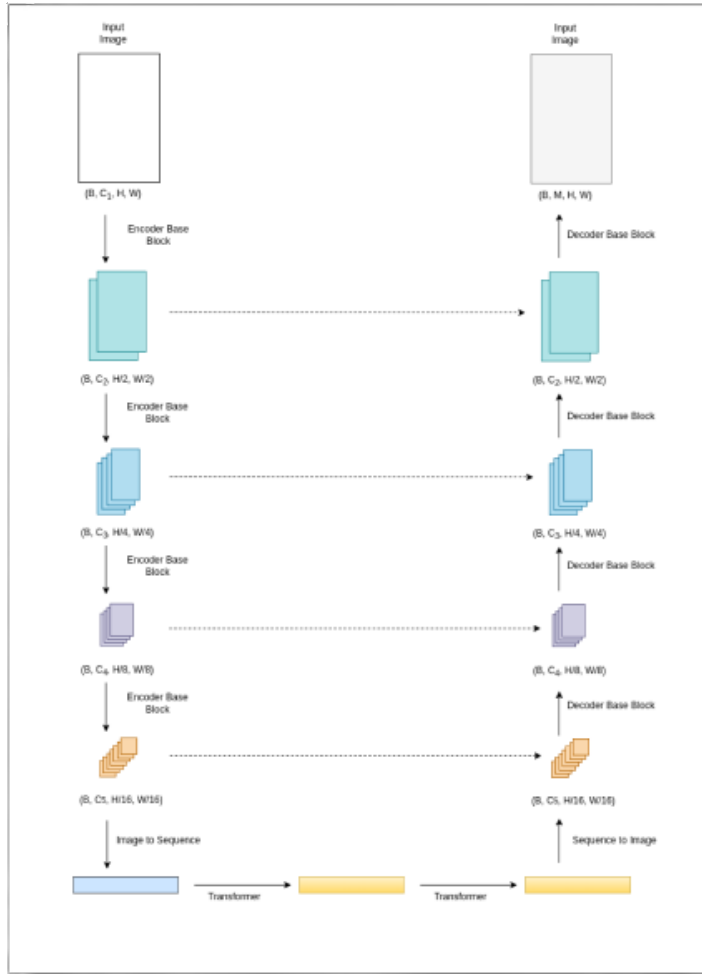 Input
Image
Input
Image
(B, C₁, H, W)
(B, M, H, W)
Encoder Base
Block
Decoder Base Block
(B, C₂, H/2, W/2)
(B, C₂, H/2, W/2)
Encoder Base
Block
Decoder Base Block
(B, C₃, H/4, W/4)
(B, C₃, H/4, W/4)
Encoder Base
Block
Decoder Base Block
(B, C₄, H/8, W/8)
(B, C₄, H/8, W/8)
Encoder Base
Block
Decoder Base Block
(B, C₅, H/16, W/16)
(B, C₅, H/16, W/16)
Image to Sequence
Sequence to Image
Transformer
Transformer